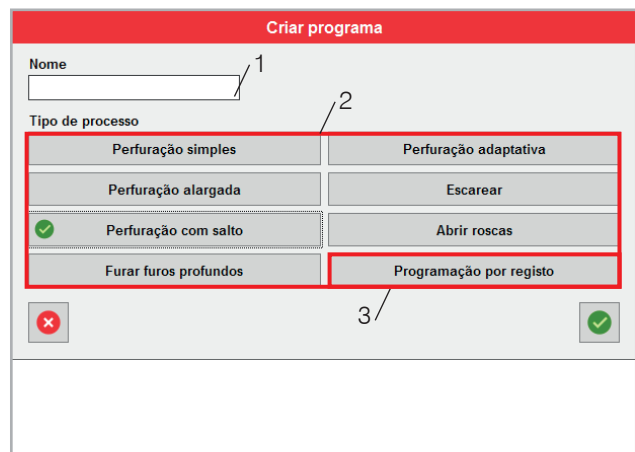 Criar programa
Nome
1
2
Tipo de processo
Perfuração simples
Perfuração adaptativa
Perfuração alargada
Escarear
Perfuração com salto
Abrir roscas
Furar furos profundos
Programação por registo
3